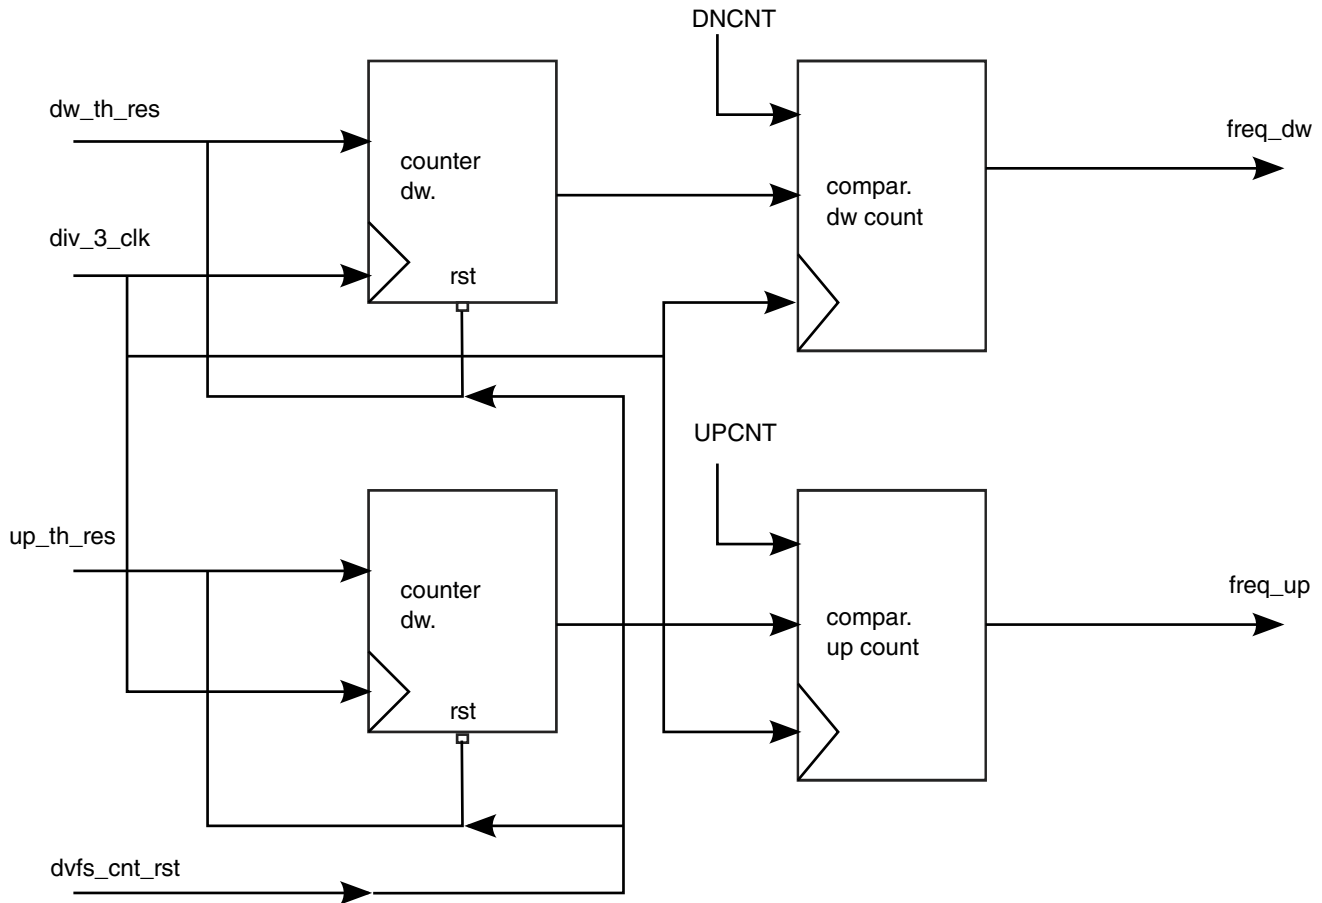 DNCNT
dw_th_res
counter
dw.
compar.
dw count
freq_dw
div_3_clk
rst
UPCNT
up_th_res
counter
dw.
compar.
up count
freq_up
rst
dvfs_cnt_rst